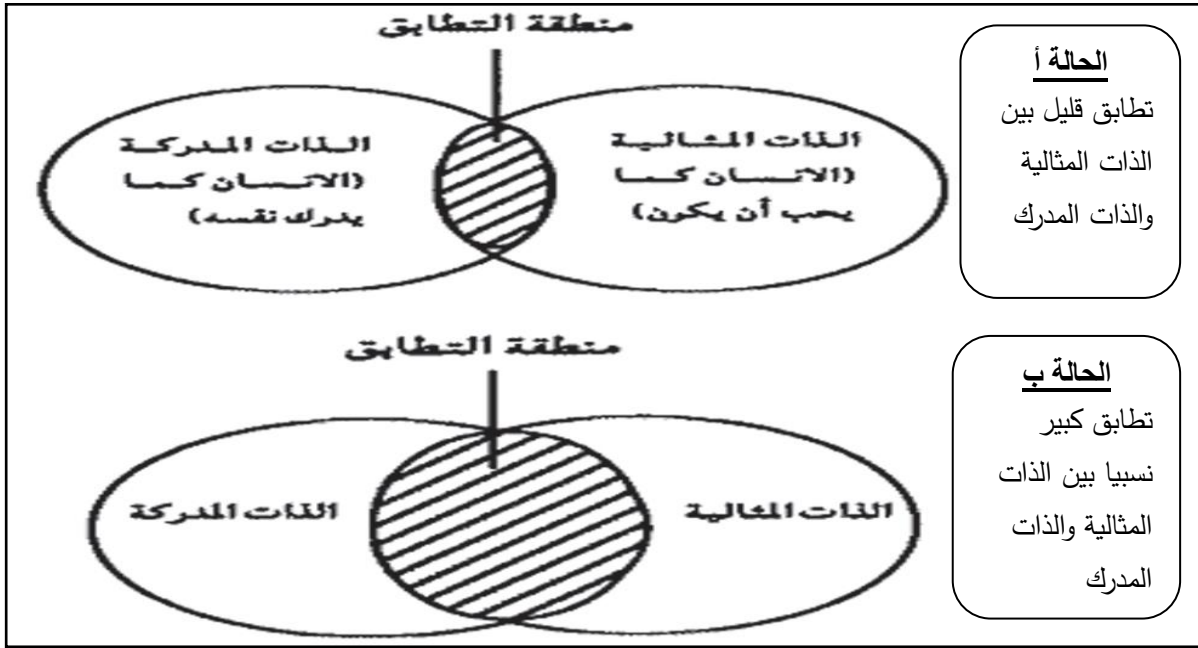 منطقة التطابق
الحالة أ
تطابق قليل بين
الذات المثالية
والذات المدرك
الذات المثالية
(الانسان كما
يحب أن يكون)
الذات المدركة
(الانسان كما
يدرك نفسه)
منطقة التطابق
الحالة ب
تطابق كبير
نسبيا بين الذات
المثالية والذات
المدرك
الذات المثالية
الذات المدركة